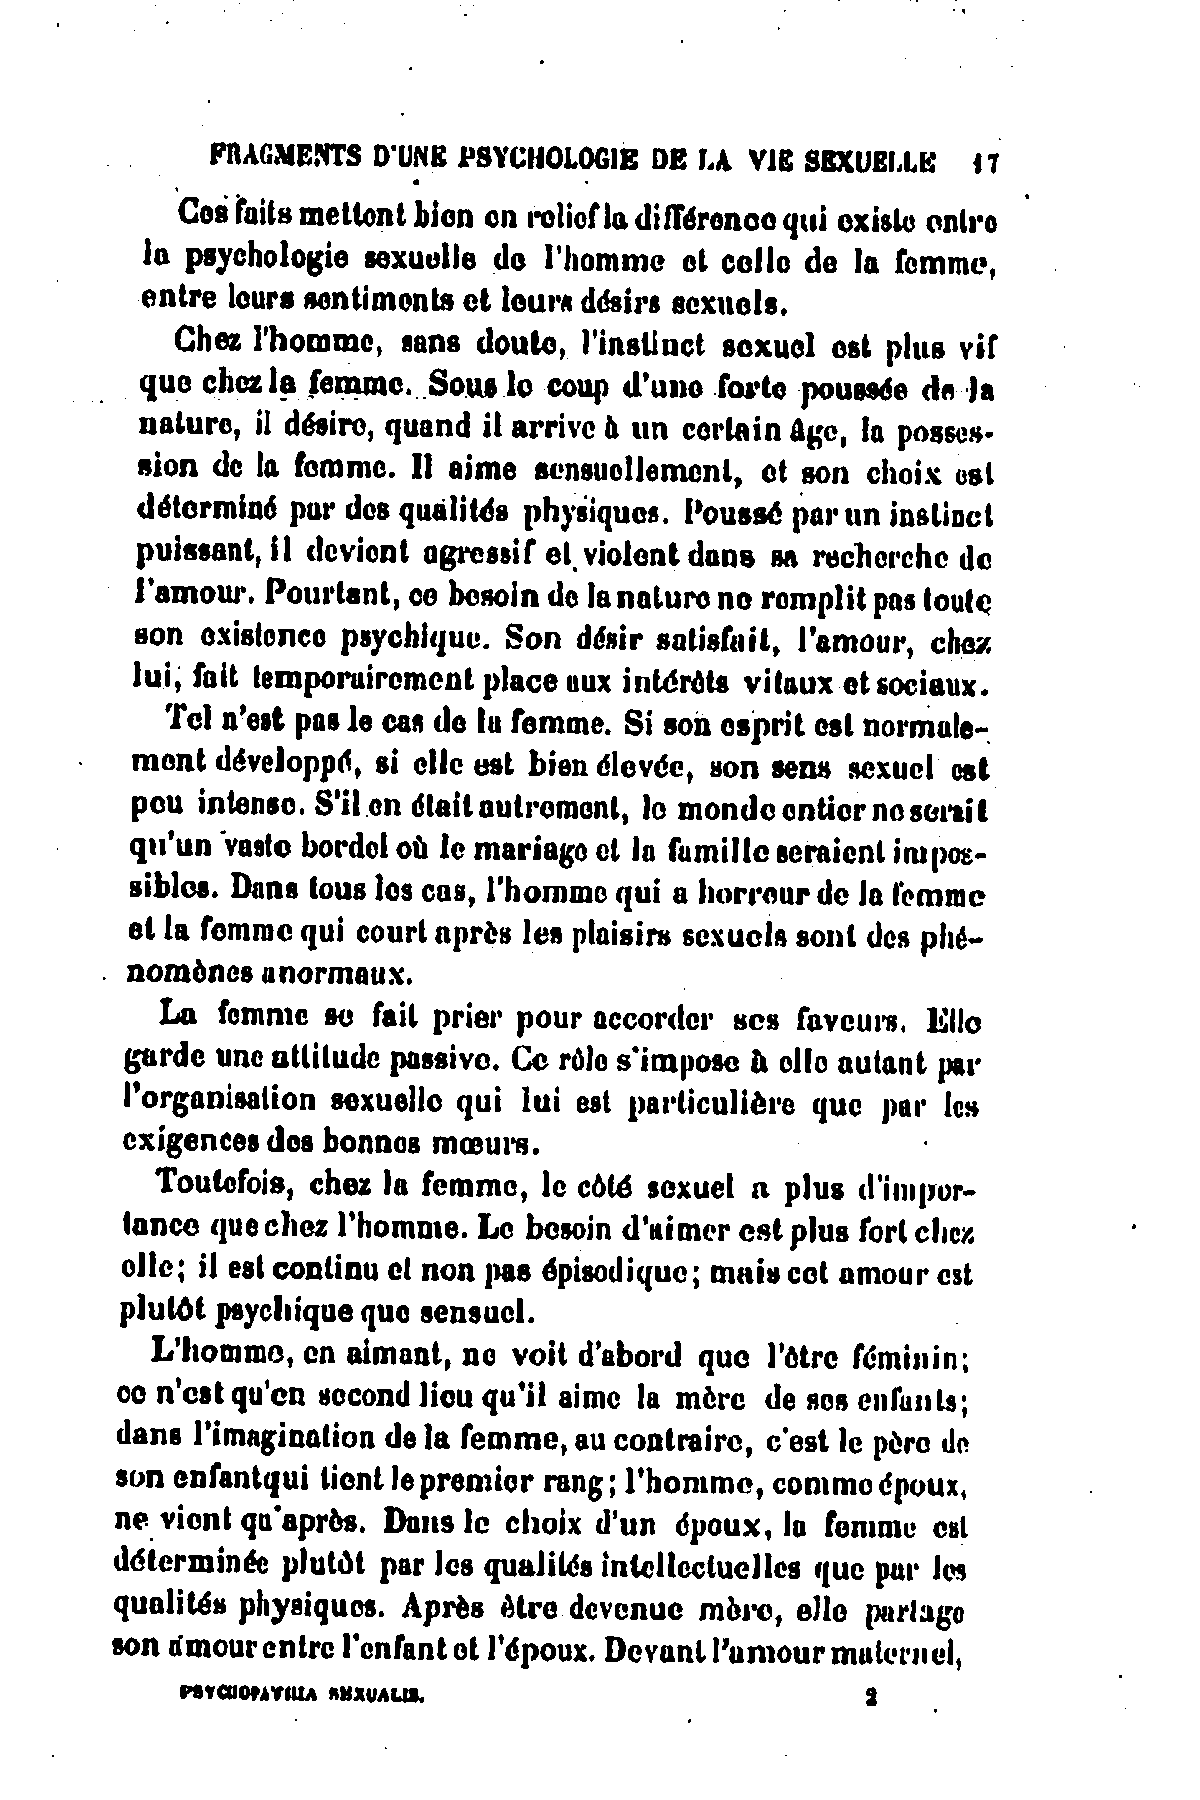 FRAGMENTS D'UNE PSYCHOLOGIE DE LA VIE SEXUELLE 17
Ces faits mettent bien en relief la différence qui existe entre
la psychologie sexuelle de l'homme et celle de la femme,
entre leurs sentiments et leurs désirs sexuels.
Chez l'homme, sans doute, l'instinct sexuel est plus vif
que chez la femme. Sous le coup d'une forte poussée de la
nature, il désire, quand il arrive à un certain âge, la posses-
sion de la femme. Il aime sensuellement, et son choix est
déterminé par des qualités physiques. Poussé par un instinct
puissant, il devient agressif et violent dans sa recherche de
l'amour. Pourtant, ce besoin de la nature ne remplit pas toute
son existence psychique. Son désir satisfait, l'amour, chez
lui, fait temporairement place aux intérêts vitaux et sociaux.
Tel n'est pas le cas de la femme. Si son esprit est normale-
ment développé, si elle est bien élevée, son sens sexuel est
peu intense. S'il en était autrement, le monde entier ne serait
qu'un vaste bordel où le mariage et la famille seraient impos-
sibles. Dans tous les cas, l'homme qui a horreur de la femme
et la femme qui court après les plaisirs sexuels sont des phé-
nomènes anormaux.
La femme se fait prier pour accorder ses faveurs. Elle
garde une attitude passive. Ce rôle s'impose à elle autant par
l'organisation sexuelle qui lui est particulière que par les
exigences des bonnes mœurs.
Toutefois, chez la femme, le côté sexuel a plus d'impor-
tance que chez l'homme. Le besoin d'aimer est plus fort chez
elle; il est continu et non pas épisodique; mais cet amour est
plutôt psychique que sensuel.
L'homme, en aimant, ne voit d'abord que l'être féminin;
ce n'est qu'en second lieu qu'il aime la mère de ses enfants;
dans l'imagination de la femme, au contraire, c'est le père de
son enfant qui tient le premier rang; l'homme, comme époux,
ne vient qu'après. Dans le choix d'un époux, la femme est
déterminée plutôt par les qualités intellectuelles que par les
qualités physiques. Après être devenue mère, elle partage
son amour entre l'enfant et l'époux. Devant l'amour maternel,
PSYCHOPATHIA SEXUALIS. 2